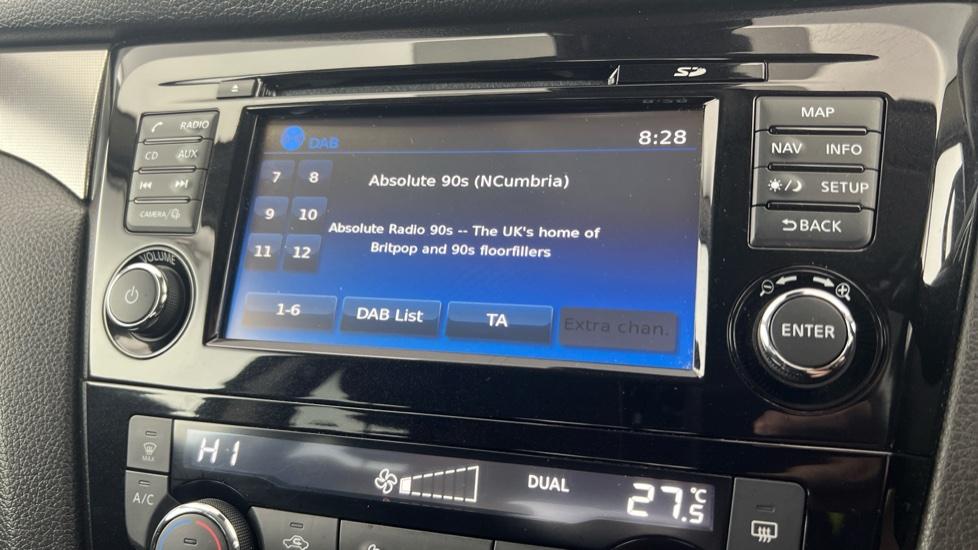 SD
RADIO
CD AUX
CAMERA/
VOLUME
DAB
8:28
7 8
9 10
11 12
Absolute 90s (NCumbria)
Absolute Radio 90s -- The UK's home of
Britpop and 90s floorfillers
1-6
DAB List
TA
Extra chan.
MAP
NAV INFO
SETUP
BACK
ENTER
MAX
A/C
HI
DUAL
27.5°C